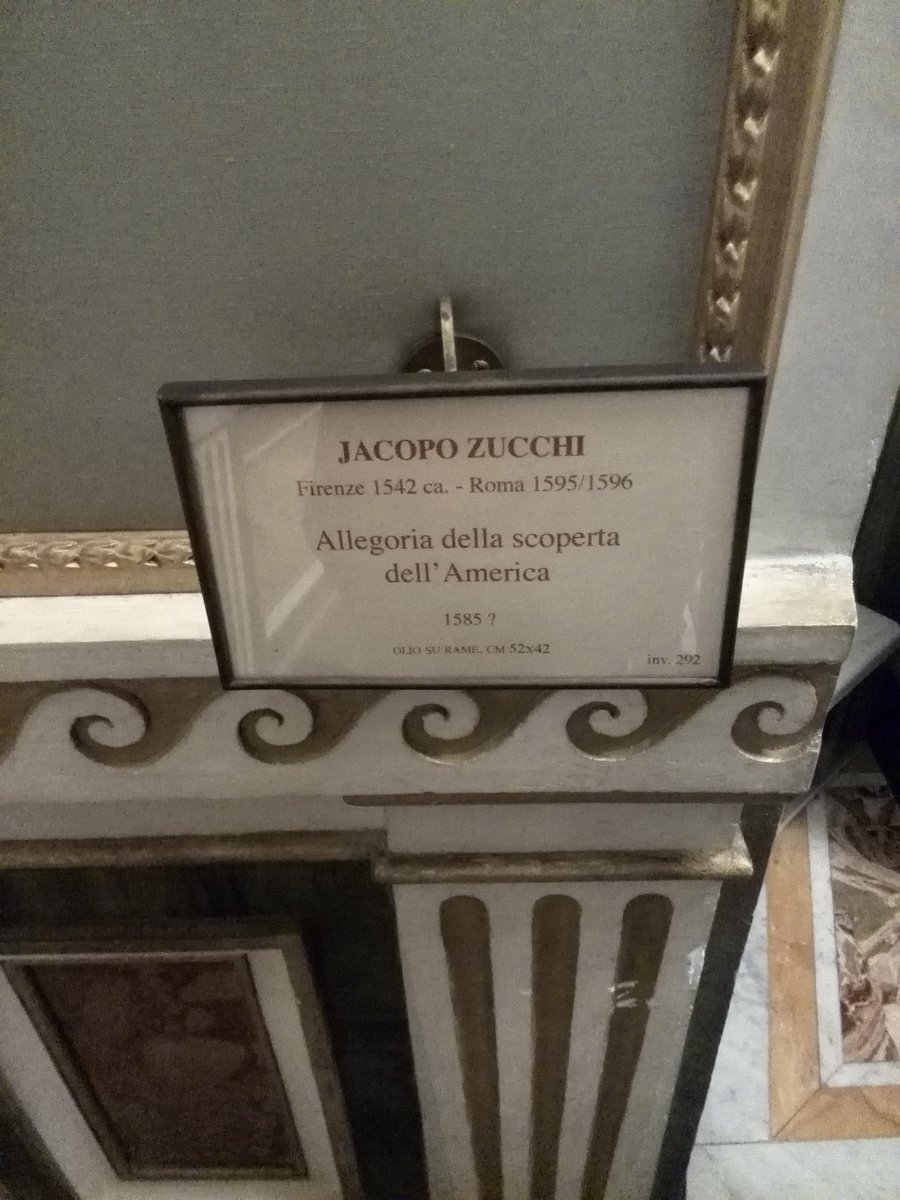 JACOPO ZUCCHI
Firenze 1542 ca. - Roma 1595/1596
Allegoria della scoperta
dell'America
1585 ?
OLIO SU RAME, CM 52x42
inv. 292